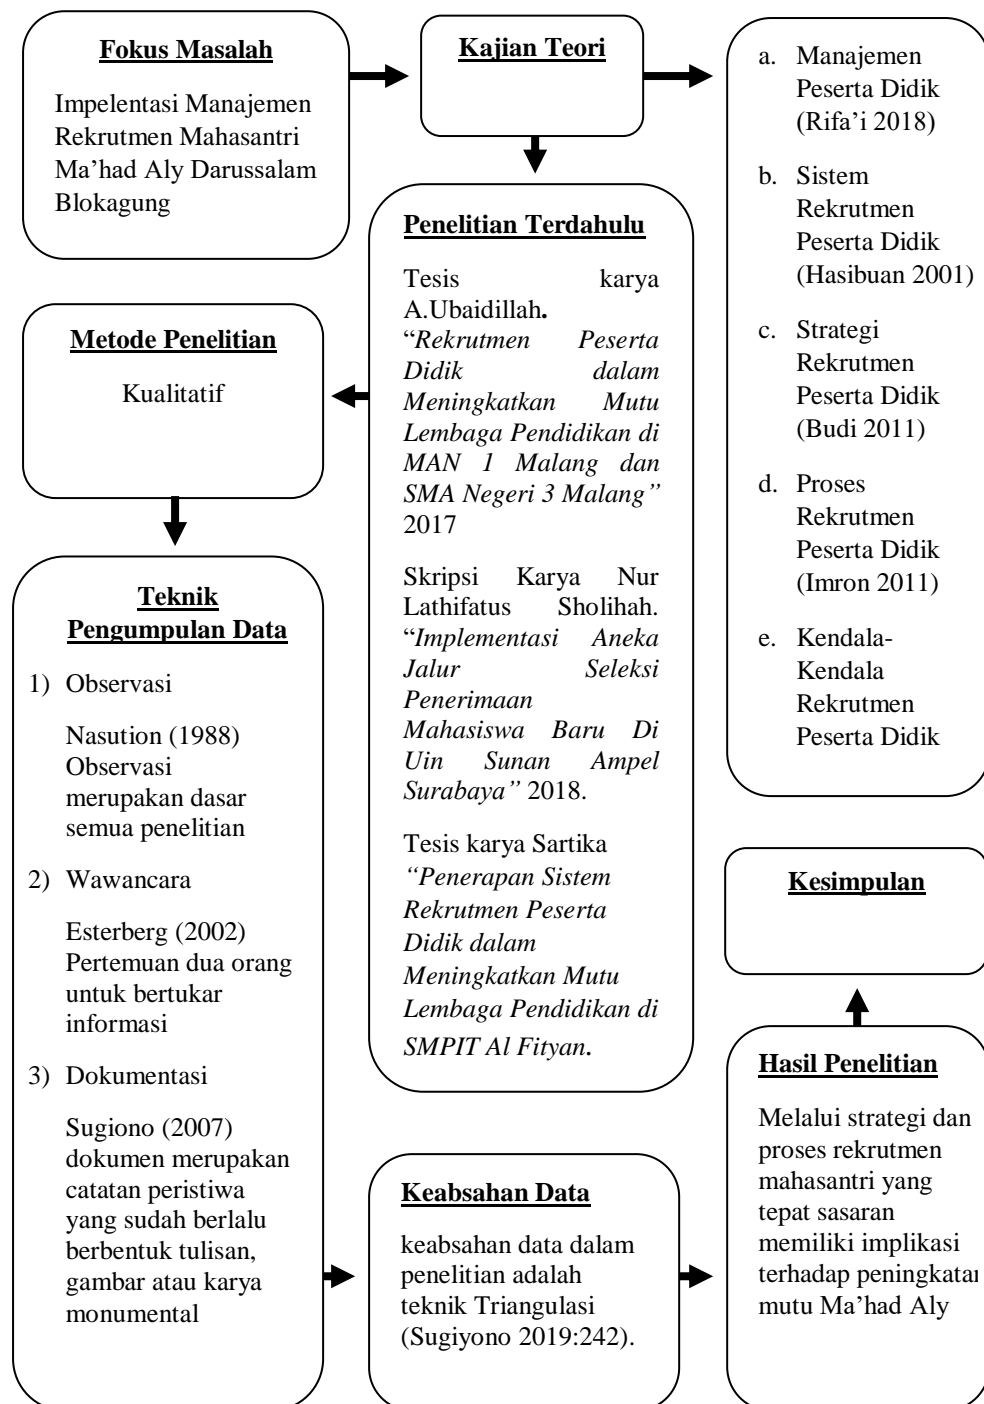 Fokus Masalah
Impelentasi Manajemen
Rekrutmen Mahasantri
Ma’had Aly Darussalam
Blokagung
Kajian Teori
a. Manajemen
Peserta Didik
(Rifa’i 2018)
b. Sistem
Rekrutmen
Peserta Didik
(Hasibuan 2001)
c. Strategi
Rekrutmen
Peserta Didik
(Budi 2011)
d. Proses
Rekrutmen
Peserta Didik
(Imron 2011)
e. Kendala-
Kendala
Rekrutmen
Peserta Didik
Penelitian Terdahulu
Tesis karya
A.Ubaidillah.
“Rekrutmen Peserta
Didik dalam
Meningkatkan Mutu
Lembaga Pendidikan di
MAN 1 Malang dan
SMA Negeri 3 Malang”
2017
Skripsi Karya Nur
Lathifatus Sholihah.
“Implementasi Aneka
Jalur Seleksi
Penerimaan
Mahasiswa Baru Di
Uin Sunan Ampel
Surabaya” 2018.
Tesis karya Sartika
“Penerapan Sistem
Rekrutmen Peserta
Didik dalam
Meningkatkan Mutu
Lembaga Pendidikan di
SMPIT Al Fityan.
Metode Penelitian
Kualitatif
Teknik
Pengumpulan Data
1) Observasi
Nasution (1988)
Observasi
merupakan dasar
semua penelitian
2) Wawancara
Esterberg (2002)
Pertemuan dua orang
untuk bertukar
informasi
3) Dokumentasi
Sugiono (2007)
dokumen merupakan
catatan peristiwa
yang sudah berlalu
berbentuk tulisan,
gambar atau karya
monumental
Keabsahan Data
keabsahan data dalam
penelitian adalah
teknik Triangulasi
(Sugiyono 2019:242).
Hasil Penelitian
Melalui strategi dan
proses rekrutmen
mahasantri yang
tepat sasaran
memiliki implikasi
terhadap peningkatan
mutu Ma’had Aly
Kesimpulan